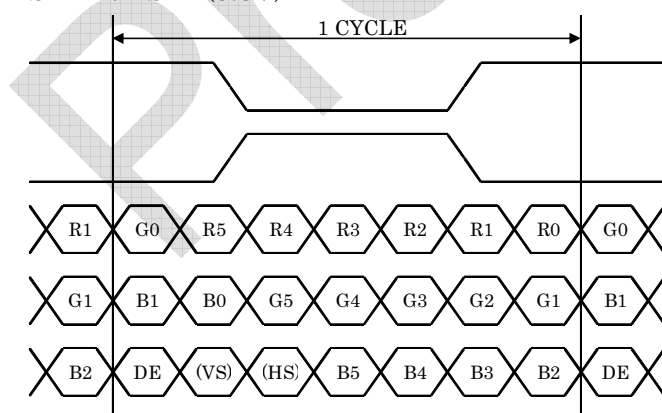 1 CYCLE
R1 G0 R5 R4 R3 R2 R1 R0 G0
G1 B1 B0 G5 G4 G3 G2 G1 B1
B2 DE (VS) (HS) B5 B4 B3 B2 DE